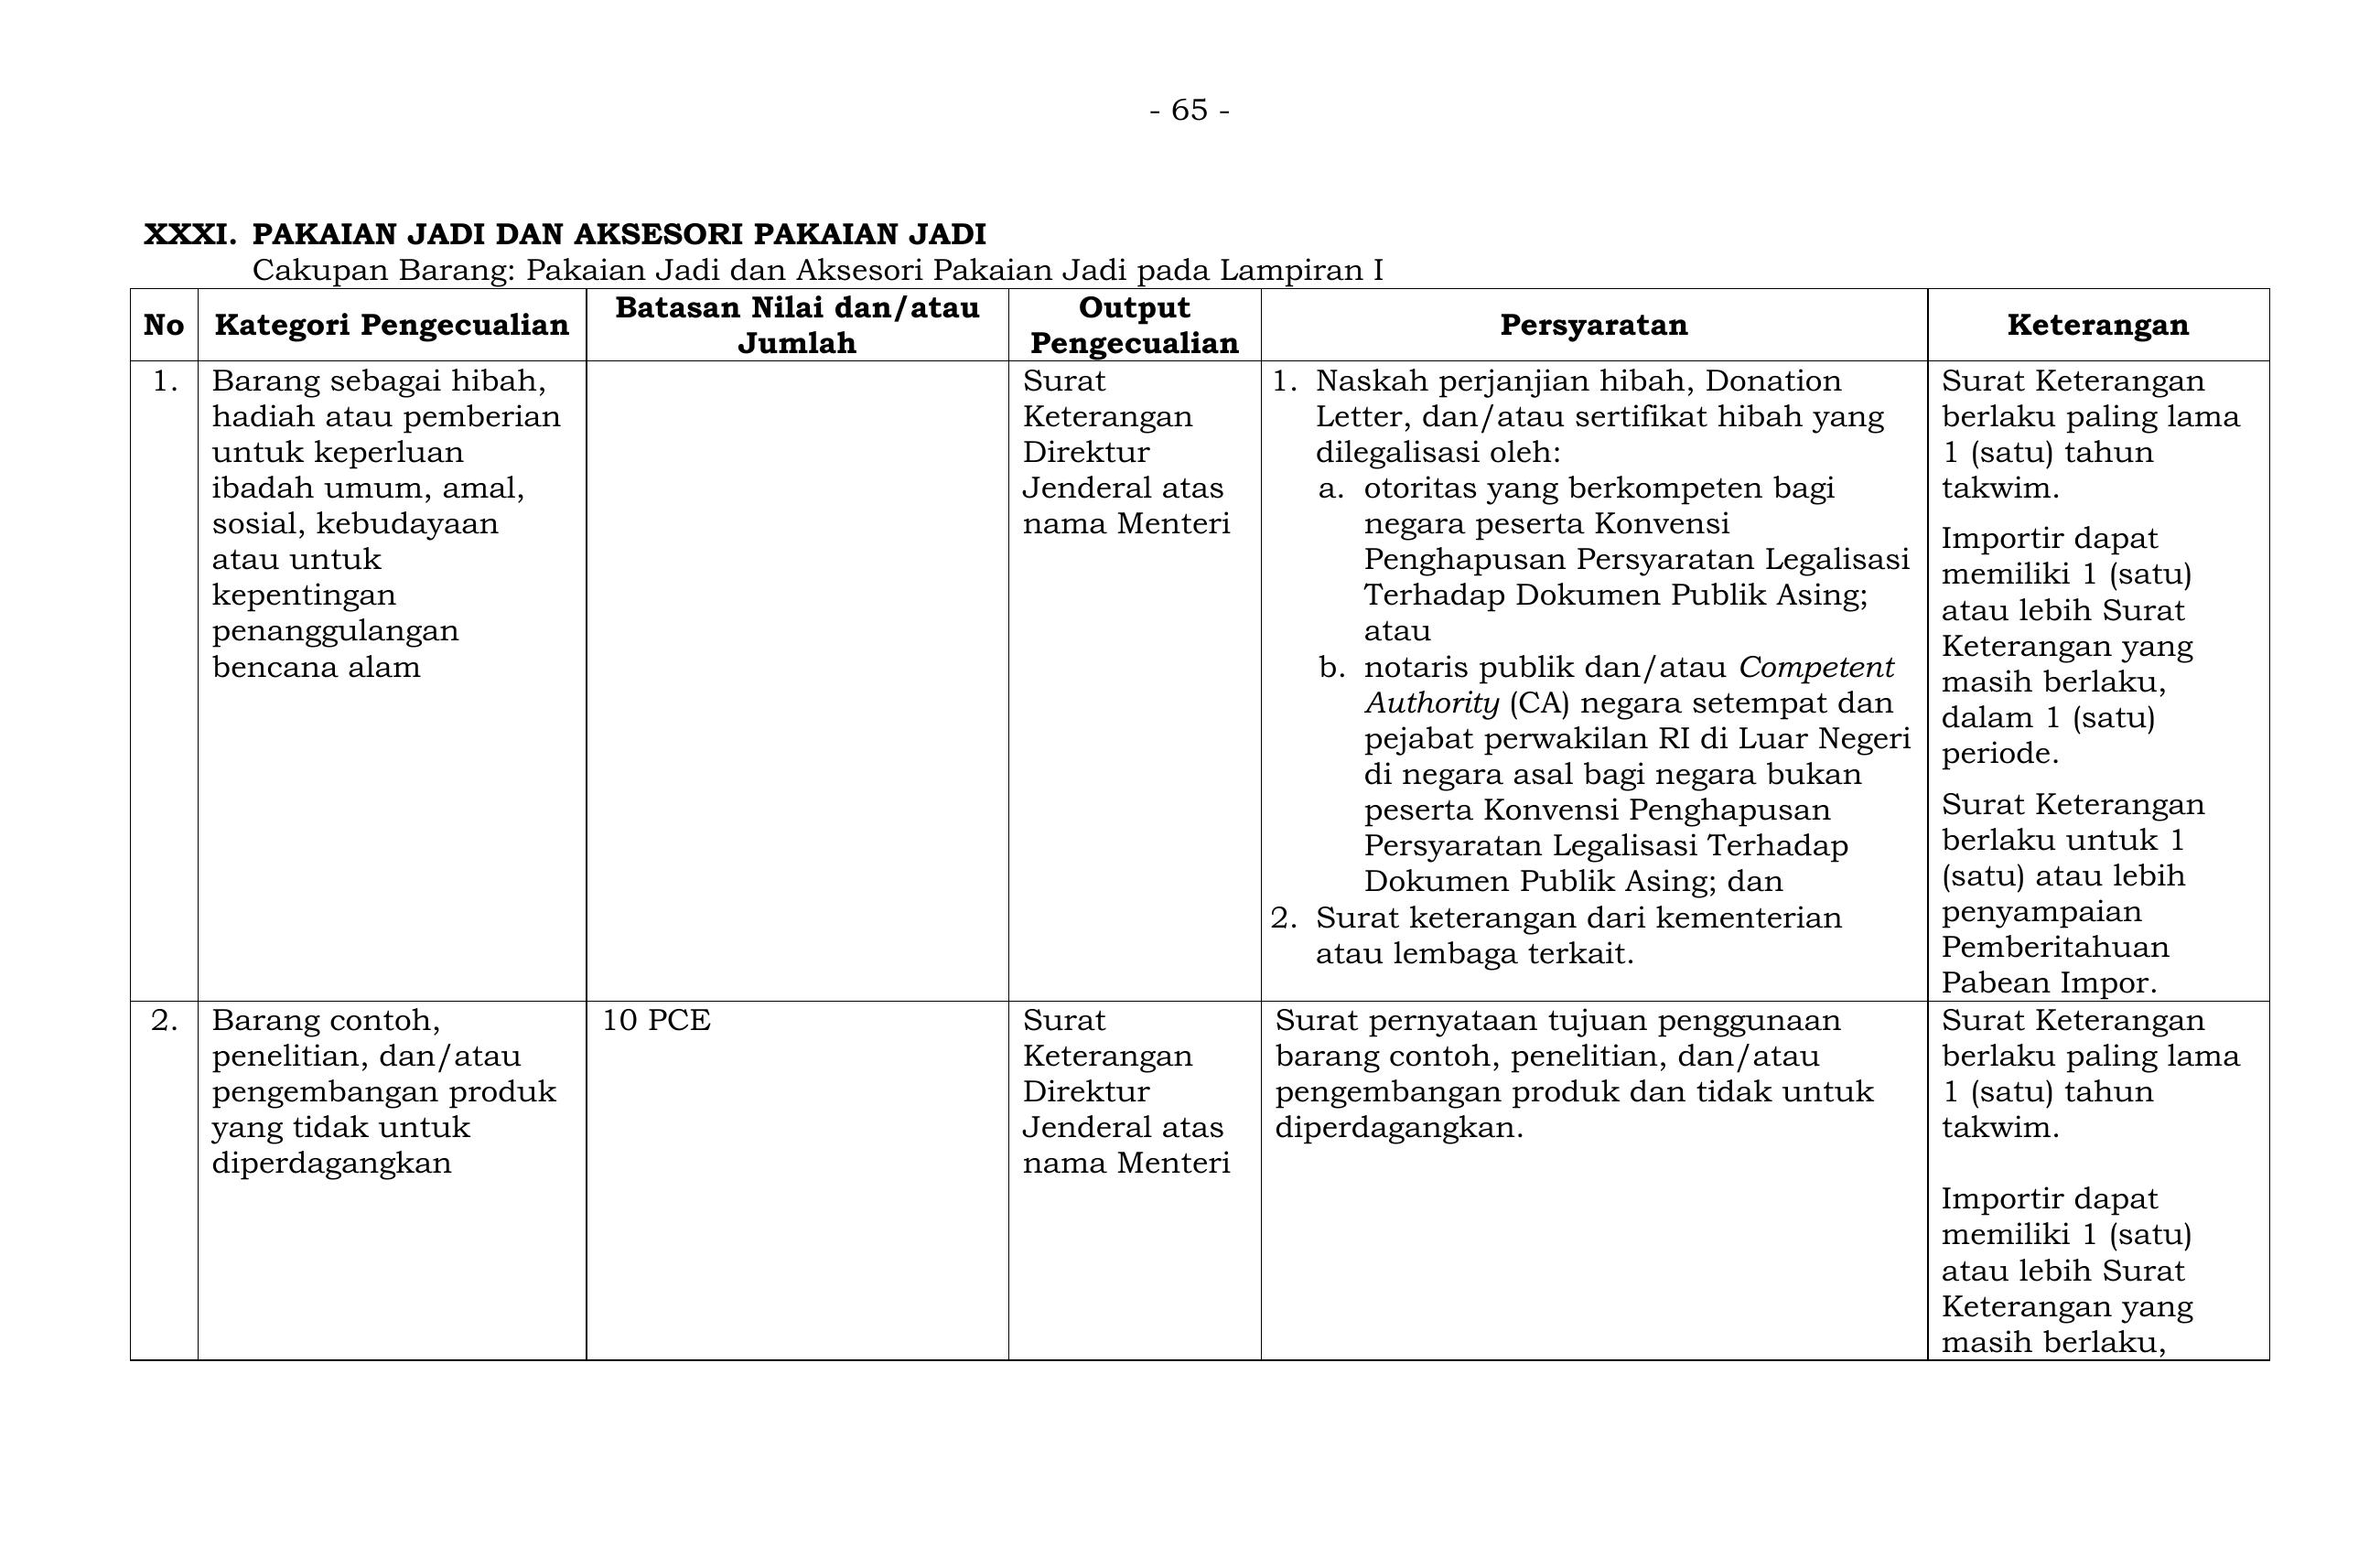 - 65 -
XXXI. PAKAIAN JADI DAN AKSESORI PAKAIAN JADI
Cakupan Barang: Pakaian Jadi dan Aksesori Pakaian Jadi pada Lampiran I
No
Kategori Pengecualian
Batasan Nilai dan/atau
Jumlah
Output
Pengecualian
Persyaratan
Keterangan
1.
Barang sebagai hibah,
hadiah atau pemberian
untuk keperluan
ibadah umum, amal,
sosial, kebudayaan
atau untuk
kepentingan
penanggulangan
bencana alam
Surat
Keterangan
Direktur
Jenderal atas
nama Menteri
1. Naskah perjanjian hibah, Donation
Letter, dan/atau sertifikat hibah yang
dilegalisasi oleh:
a. otoritas yang berkompeten bagi
negara peserta Konvensi
Penghapusan Persyaratan Legalisasi
Terhadap Dokumen Publik Asing;
atau
b. notaris publik dan/atau Competent
Authority (CA) negara setempat dan
pejabat perwakilan RI di Luar Negeri
di negara asal bagi negara bukan
peserta Konvensi Penghapusan
Persyaratan Legalisasi Terhadap
Dokumen Publik Asing; dan
2. Surat keterangan dari kementerian
atau lembaga terkait.
Surat Keterangan
berlaku paling lama
1 (satu) tahun
takwim.
Importir dapat
memiliki 1 (satu)
atau lebih Surat
Keterangan yang
masih berlaku,
dalam 1 (satu)
periode.
Surat Keterangan
berlaku untuk 1
(satu) atau lebih
penyampaian
Pemberitahuan
Pabean Impor.
2.
Barang contoh,
penelitian, dan/atau
pengembangan produk
yang tidak untuk
diperdagangkan
10 PCE
Surat
Keterangan
Direktur
Jenderal atas
nama Menteri
Surat pernyataan tujuan penggunaan
barang contoh, penelitian, dan/atau
pengembangan produk dan tidak untuk
diperdagangkan.
Surat Keterangan
berlaku paling lama
1 (satu) tahun
takwim.
Importir dapat
memiliki 1 (satu)
atau lebih Surat
Keterangan yang
masih berlaku,